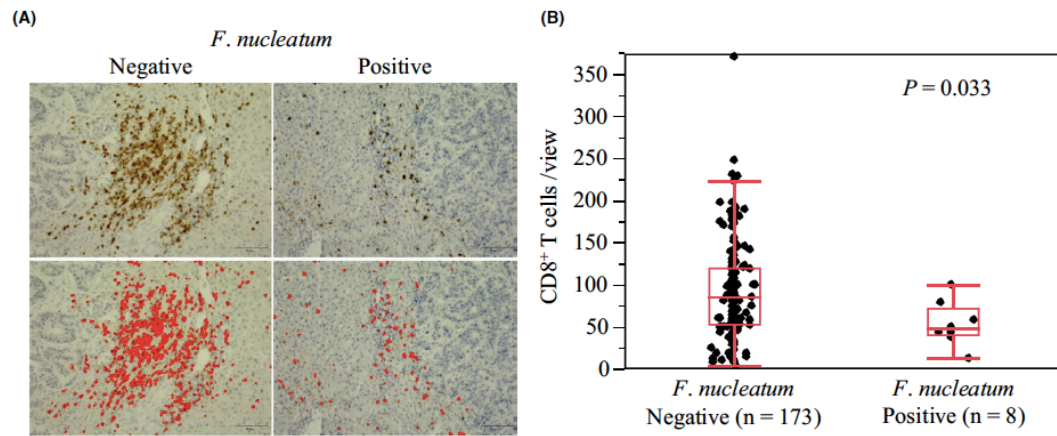 (A)
F. nucleatum
Negative Positive
(B)
350
300
250
200
150
100
50
0
CD8⁺ T cells /view
P = 0.033
F. nucleatum
Negative (n = 173)
F. nucleatum
Positive (n = 8)